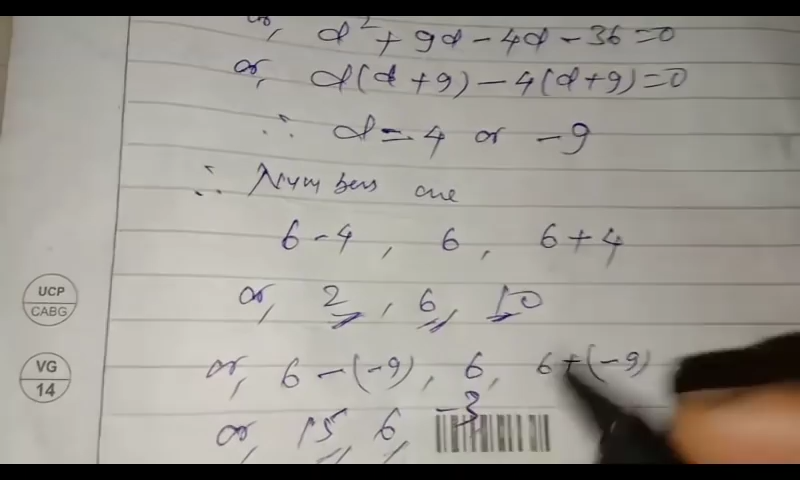 or, d² + 9d - 4d - 36 = 0
or, d(d+9) - 4(d+9) = 0
∴ d = 4 or -9
∴ Numbers are
6-4, 6, 6+4
or, 2, 6, 10
or, 6-(-9), 6, 6+(-9)
or, 15, 6, -3
UCP
CABG
VG
14